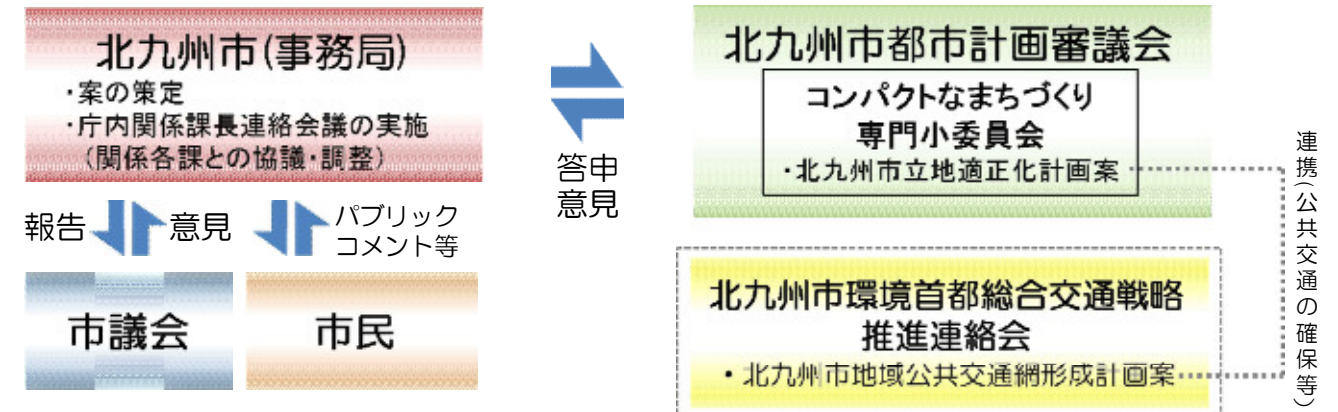 北九州市(事務局)
・案の策定
・庁内関係課長連絡会議の実施
（関係各課との協議・調整）
報告
意見
パブリック
コメント等
市議会
市民
答申
意見
北九州市都市計画審議会
コンパクトなまちづくり
専門小委員会
・北九州市立地適正化計画案
北九州市環境首都総合交通戦略
推進連絡会
・北九州市地域公共交通網形成計画案
連携(公共交通の確保等)